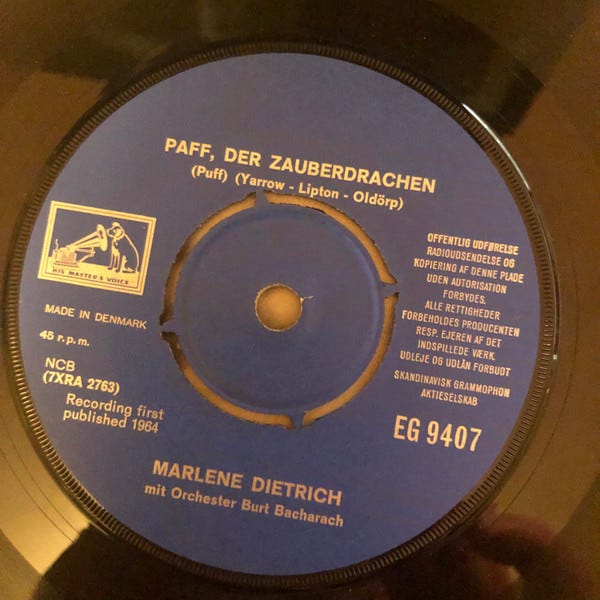 PAFF, DER ZAUBERDRACHEN
(Puff) (Yarrow - Lipton - Oldörp)
HIS MASTER'S VOICE
MADE IN DENMARK
45 r.p.m.
NCB
(7XRA 2763)
Recording first
published 1964
OFFENTLIG UDFØRELSE
RADIOUDSENDELSE OG
KOPIERING AF DENNE PLADE
UDEN AUTORISATION
FORBYDES.
ALLE RETTIGHEDER
FORBEHOLDES PRODUCENTEN
RESP. EJEREN AF DET
INDSPILLEDE VÆRK.
UDLEJE OG UDLÅN FORBUDT
SKANDINAVISK GRAMMOPHON
AKTIESELSKAB
EG 9407
MARLENE DIETRICH
mit Orchester Burt Bacharach